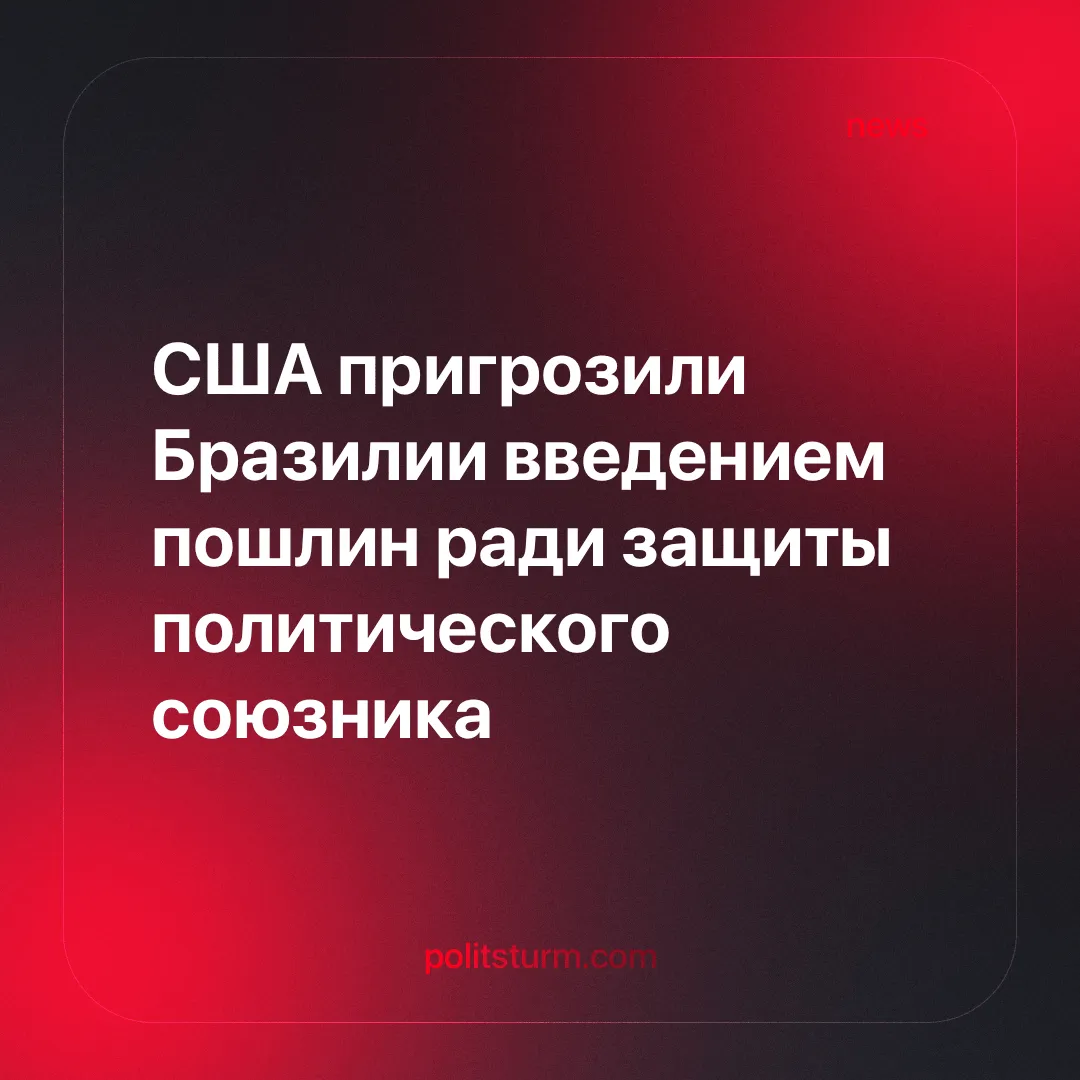 news
США пригрозили
Бразилии введением
пошлин ради защиты
политического
союзника
politsturm.com